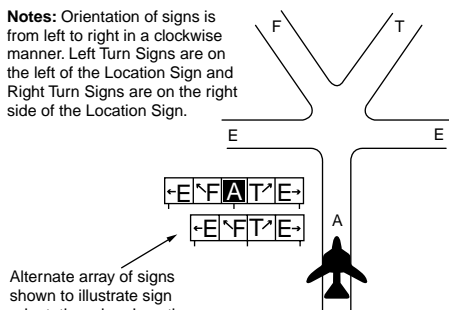 Notes: Orientation of signs is
from left to right in a clockwise
manner. Left Turn Signs are on
the left of the Location Sign and
Right Turn Signs are on the right
side of the Location Sign.
F
T
E
E
←E ↖F A T↗ E→
←E ↖F T↗ E→
A
Alternate array of signs
shown to illustrate sign